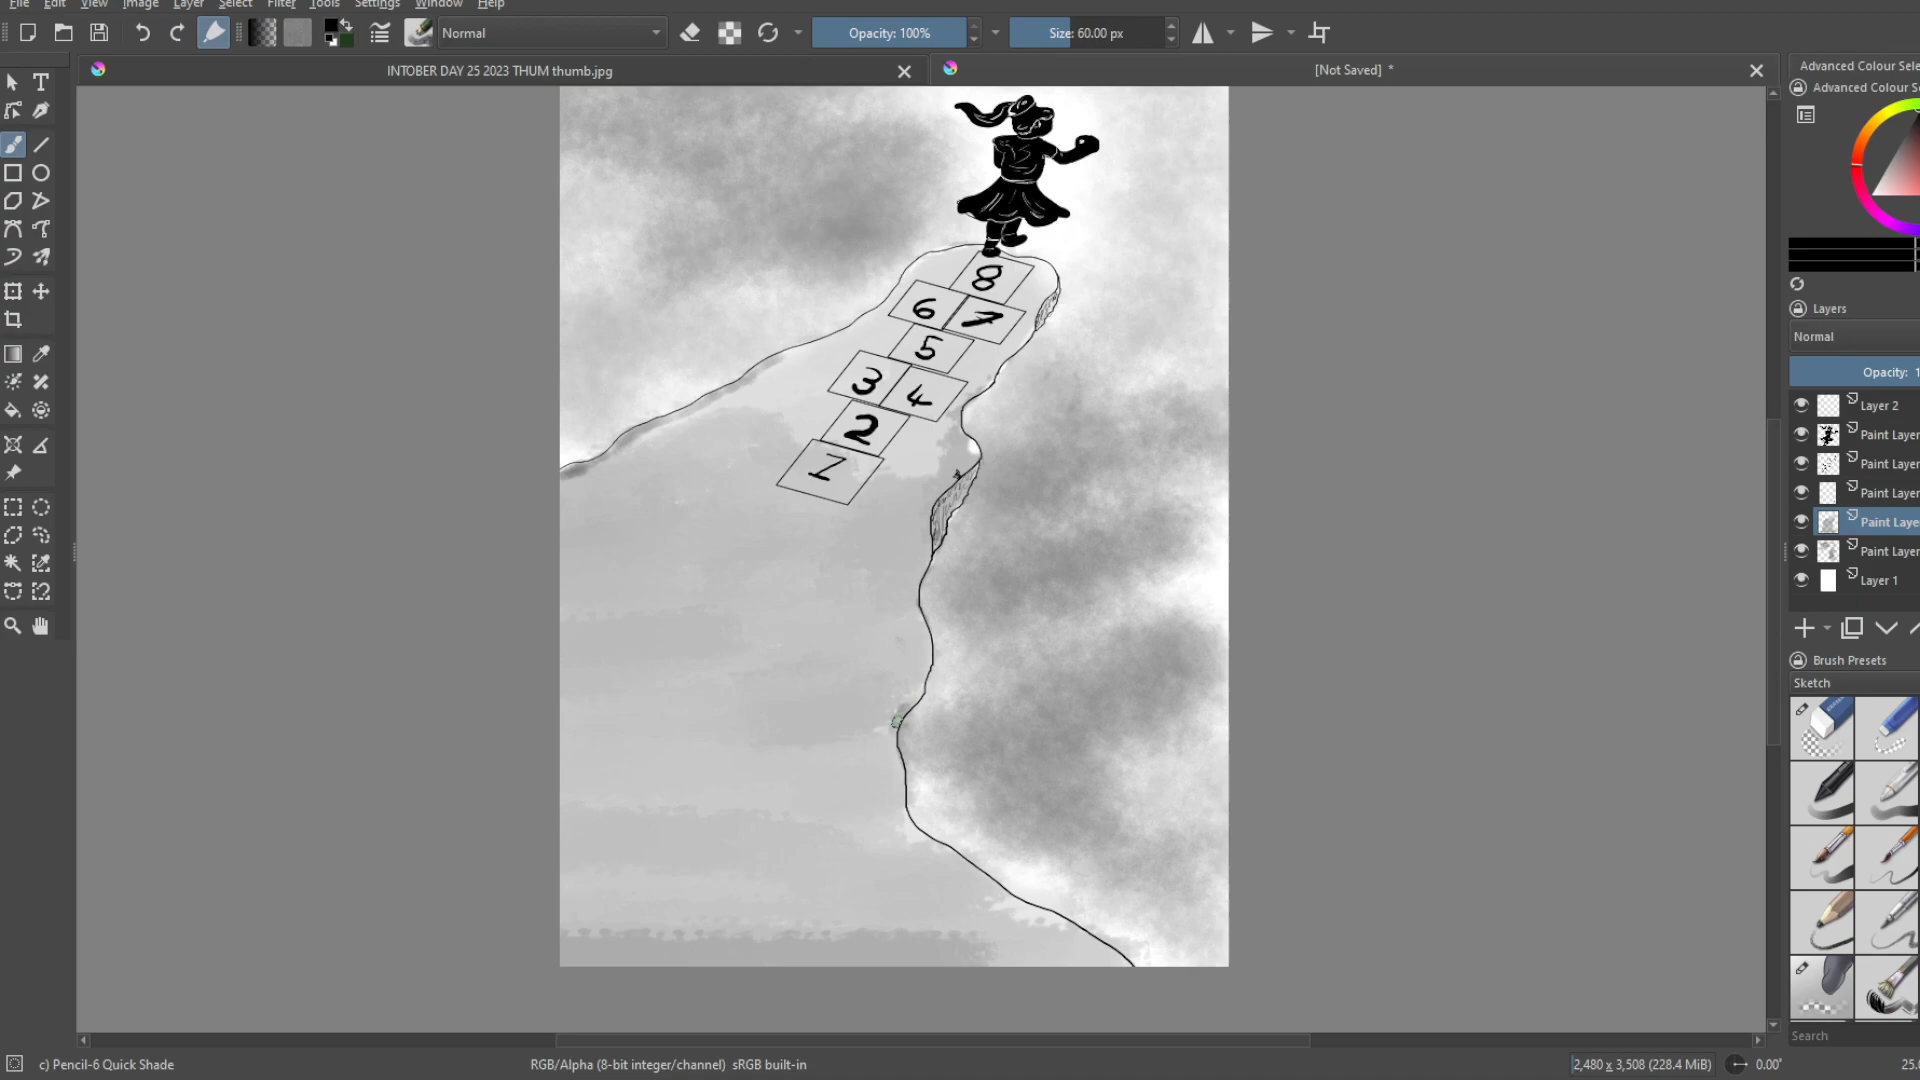 File Edit View Image Layer Select Filter Tools Settings Window Help
Normal
Opacity: 100%
Size: 60.00 px
INTOBER DAY 25 2023 THUM thumb.jpg
[Not Saved] *
T
Advanced Colour Sele
Advanced Colour Se
Layers
Normal
Opacity: 1
Layer 2
Paint Layer
Paint Layer
Paint Layer
Paint Laye
Paint Layer
Layer 1
Brush Presets
Sketch
Search
8
6 7
5
3 4
2
1
c) Pencil-6 Quick Shade
RGB/Alpha (8-bit integer/channel) sRGB built-in
2,480 x 3,508 (228.4 MiB)
0.00°
25.0